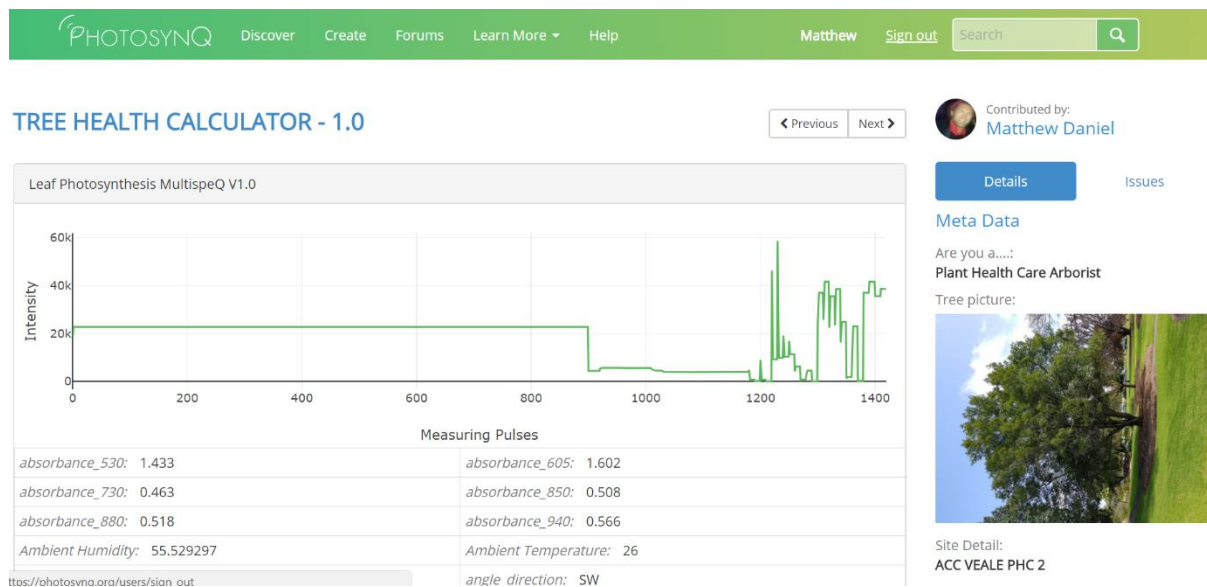 PHOTOSYNQ Discover Create Forums Learn More Help Matthew Sign out Search
TREE HEALTH CALCULATOR - 1.0
Previous Next
Contributed by:
Matthew Daniel
Leaf Photosynthesis MultispeQ V1.0
Details Issues
Meta Data
Are you a....:
Plant Health Care Arborist
Tree picture:
60k
40k
20k
0
Intensity
0 200 400 600 800 1000 1200 1400
Measuring Pulses
absorbance_530: 1.433 absorbance_605: 1.602
absorbance_730: 0.463 absorbance_850: 0.508
absorbance_880: 0.518 absorbance_940: 0.566
Ambient Humidity: 55.529297 Ambient Temperature: 26
angle_direction: SW
Site Detail:
ACC VEALE PHC 2
ttps://photosynq.org/users/sign_out